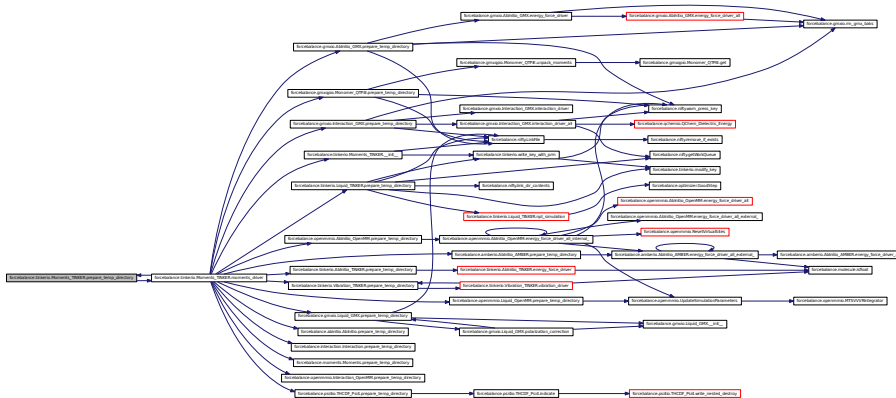 forcebalance.tinkerio.Moments_TINKER.prepare_temp_directory
forcebalance.tinkerio.Moments_TINKER.moments_driver
forcebalance.gmxio.AbInitio_GMX.prepare_temp_directory
forcebalance.gmxqpio.Monomer_QTPIE.prepare_temp_directory
forcebalance.gmxio.Interaction_GMX.prepare_temp_directory
forcebalance.tinkerio.Moments_TINKER.__init__
forcebalance.tinkerio.Liquid_TINKER.prepare_temp_directory
forcebalance.openmmio.AbInitio_OpenMM.prepare_temp_directory
forcebalance.tinkerio.AbInitio_TINKER.prepare_temp_directory
forcebalance.tinkerio.Vibration_TINKER.prepare_temp_directory
forcebalance.gmxio.Liquid_GMX.prepare_temp_directory
forcebalance.abinitio.AbInitio.prepare_temp_directory
forcebalance.interaction.Interaction.prepare_temp_directory
forcebalance.moments.Moments.prepare_temp_directory
forcebalance.openmmio.Interaction_OpenMM.prepare_temp_directory
forcebalance.psi4io.THCDF_Psi4.prepare_temp_directory
forcebalance.gmxio.AbInitio_GMX.energy_force_driver
forcebalance.gmxqpio.Monomer_QTPIE.unpack_moments
forcebalance.gmxio.Interaction_GMX.interaction_driver
forcebalance.gmxio.Interaction_GMX.interaction_driver_all
forcebalance.nifty.LinkFile
forcebalance.tinkerio.write_key_with_prm
forcebalance.nifty.link_dir_contents
forcebalance.tinkerio.Liquid_TINKER.npt_simulation
forcebalance.openmmio.AbInitio_OpenMM.energy_force_driver_all_internal_
forcebalance.amberio.AbInitio_AMBER.prepare_temp_directory
forcebalance.tinkerio.AbInitio_TINKER.energy_force_driver
forcebalance.tinkerio.Vibration_TINKER.vibration_driver
forcebalance.openmmio.Liquid_OpenMM.prepare_temp_directory
forcebalance.gmxio.Liquid_GMX.polarization_correction
forcebalance.psi4io.THCDF_Psi4.indicate
forcebalance.gmxio.AbInitio_GMX.energy_force_driver_all
forcebalance.gmxqpio.Monomer_QTPIE.get
forcebalance.nifty.warn_press_key
forcebalance.qchemio.QChem_Dielectric_Energy
forcebalance.nifty.remove_if_exists
forcebalance.nifty.getWorkQueue
forcebalance.tinkerio.modify_key
forcebalance.optimizer.GoodStep
forcebalance.openmmio.AbInitio_OpenMM.energy_force_driver_all
forcebalance.openmmio.AbInitio_OpenMM.energy_force_driver_all_external_
forcebalance.openmmio.ResetVirtualSites
forcebalance.amberio.AbInitio_AMBER.energy_force_driver_all_external_
forcebalance.openmmio.UpdateSimulationParameters
forcebalance.gmxio.Liquid_GMX.__init__
forcebalance.psi4io.THCDF_Psi4.write_nested_destroy
forcebalance.gmxio.rm_gmx_baks
forcebalance.amberio.AbInitio_AMBER.energy_force_driver_all
forcebalance.molecule.isfloat
forcebalance.openmmio.MTSVVVRIntegrator